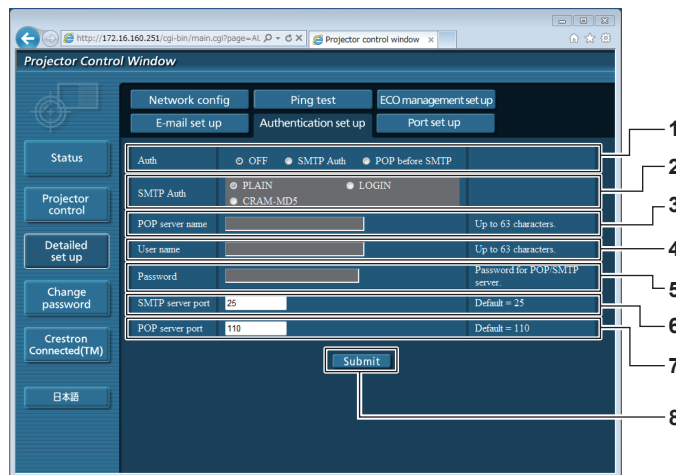 http://172.16.160.251/cgi-bin/main.cgi?page=AU
Projector control window
Projector Control Window
Network config Ping test ECO management set up
E-mail set up Authentication set up Port set up
Status
Projector
control
Detailed
set up
Change
password
Crestron
Connected(TM)
日本語
Auth OFF SMTP Auth POP before SMTP
1
SMTP Auth PLAIN LOGIN
CRAM-MD5
2
POP server name Up to 63 characters.
3
User name Up to 63 characters.
4
Password Password for POP/SMTP
server.
5
SMTP server port 25 Default = 25
6
POP server port 110 Default = 110
7
Submit
8